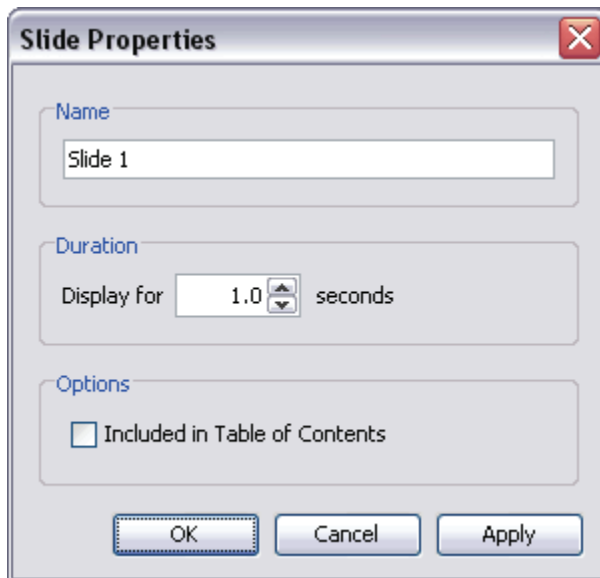 Slide Properties
Name
Slide 1
Duration
Display for 1.0 seconds
Options
Included in Table of Contents
OK Cancel Apply